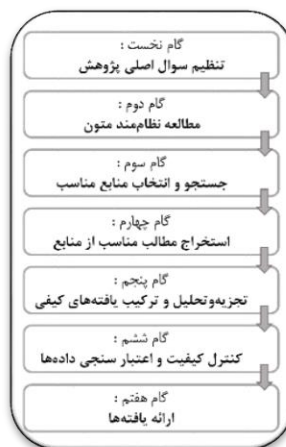 گام نخست :
تنظیم سوال اصلی پژوهش
گام دوم :
مطالعه نظام‌مند متون
گام سوم :
جستجو و انتخاب منابع مناسب
گام چهارم :
استخراج مطالب مناسب از منابع
گام پنجم :
تجزیه‌وتحلیل و ترکیب یافته‌های کیفی
گام ششم :
کنترل کیفیت و اعتبار سنجی داده‌ها
گام هفتم :
ارائه یافته‌ها